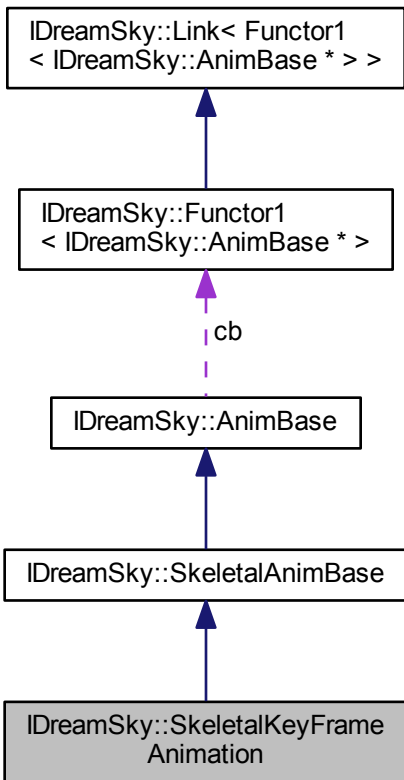 IDreamSky::Link< Functor1
< IDreamSky::AnimBase * > >
IDreamSky::Functor1
< IDreamSky::AnimBase * >
cb
IDreamSky::AnimBase
IDreamSky::SkeletalAnimBase
IDreamSky::SkeletalKeyFrame
Animation